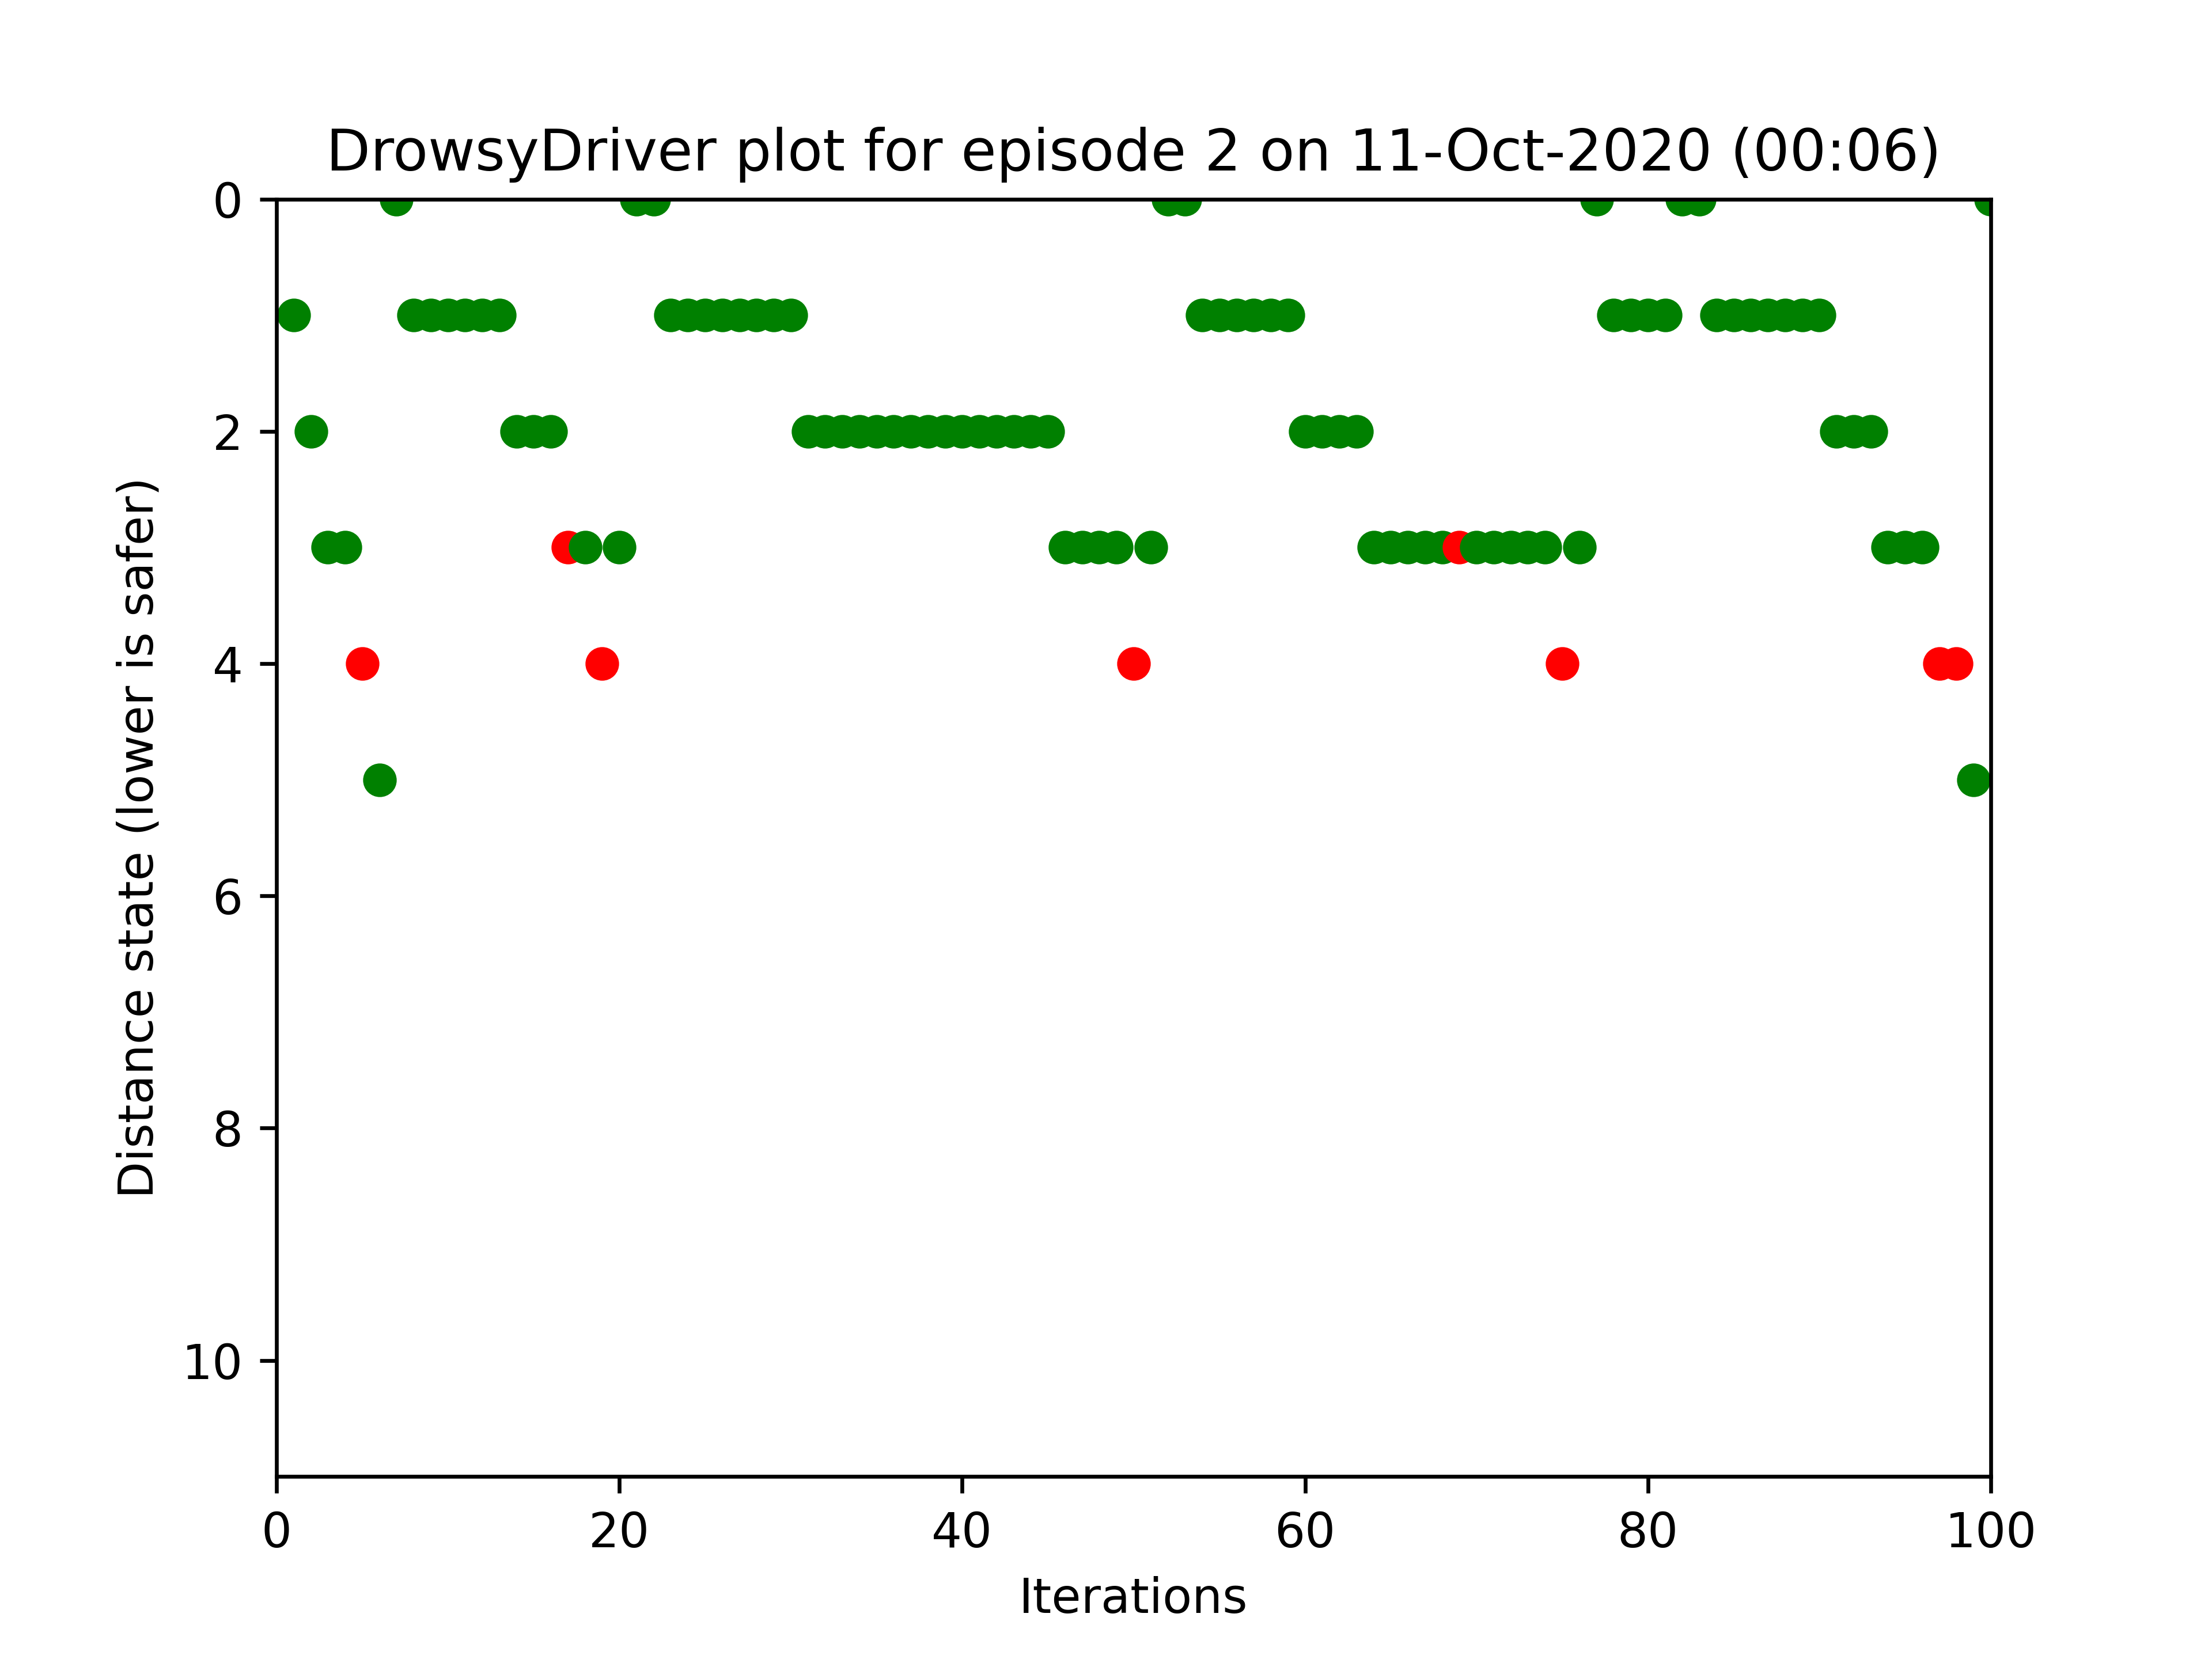 DrowsyDriver plot for episode 2 on 11-Oct-2020 (00:06)
0
2
4
6
8
10
Distance state (lower is safer)
0 20 40 60 80 100
Iterations